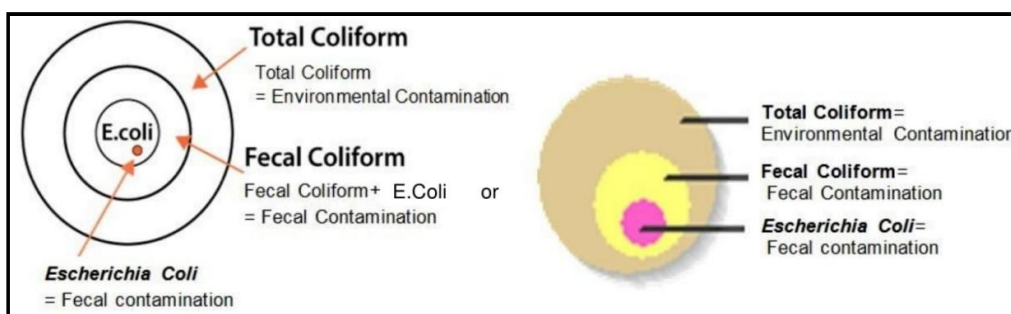 Total Coliform
Total Coliform
= Environmental Contamination
E.coli
Fecal Coliform
Fecal Coliform+ E.Coli or
= Fecal Contamination
Escherichia Coli
= Fecal contamination
Total Coliform=
Environmental Contamination
Fecal Coliform=
Fecal Contamination
Escherichia Coli=
Fecal contamination